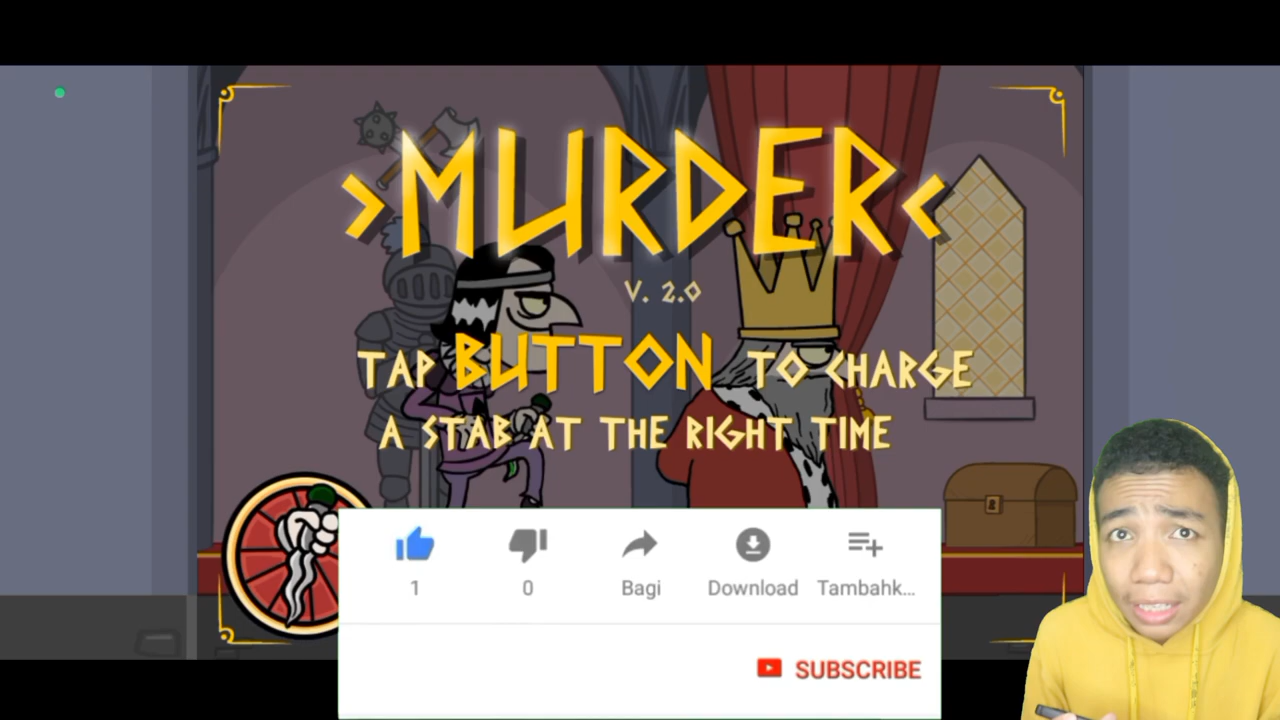 >MURDER<
V. 2.0
TAP BUTTON TO CHARGE
A STAB AT THE RIGHT TIME
1 0 Bagi Download Tambahk...
SUBSCRIBE